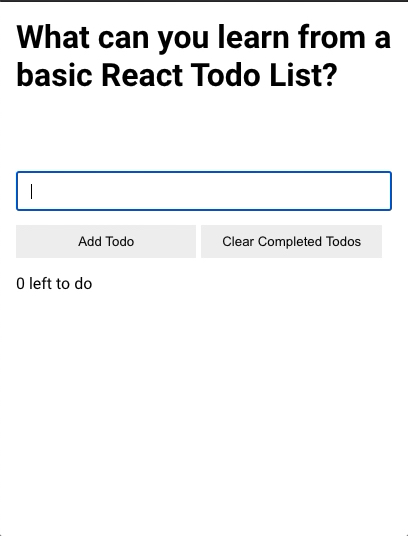 What can you learn from a
basic React Todo List?
Add Todo
Clear Completed Todos
0 left to do